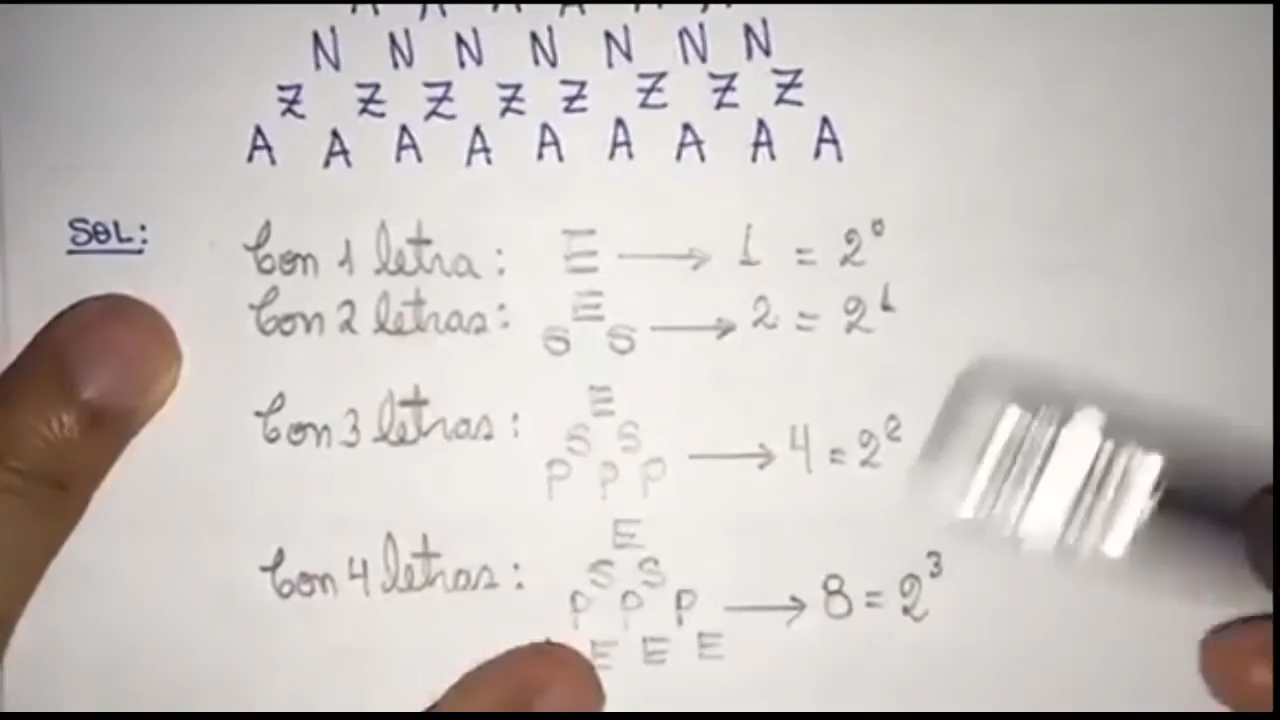 N N N N N N N
Z Z Z Z Z Z Z Z
A A A A A A A A A
SOL:
Con 1 letra: E → 1 = 2⁰
Con 2 letras: E
S S → 2 = 2¹
Con 3 letras: E
S S
P P P → 4 = 2²
Con 4 letras: E
S S
P P P → 8 = 2³
E E E